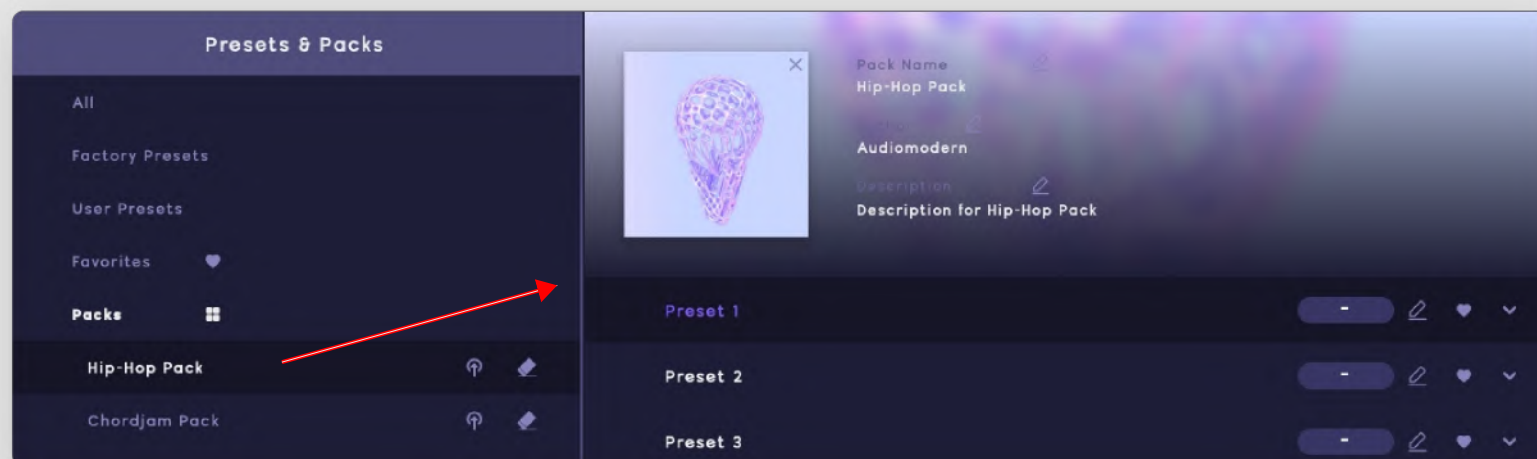 Presets & Packs
All
Factory Presets
User Presets
Favorites
Packs
Hip-Hop Pack
Chordjam Pack
Pack Name
Hip-Hop Pack
Audiomodern
Description
Description for Hip-Hop Pack
Preset 1
-
Preset 2
-
Preset 3
-